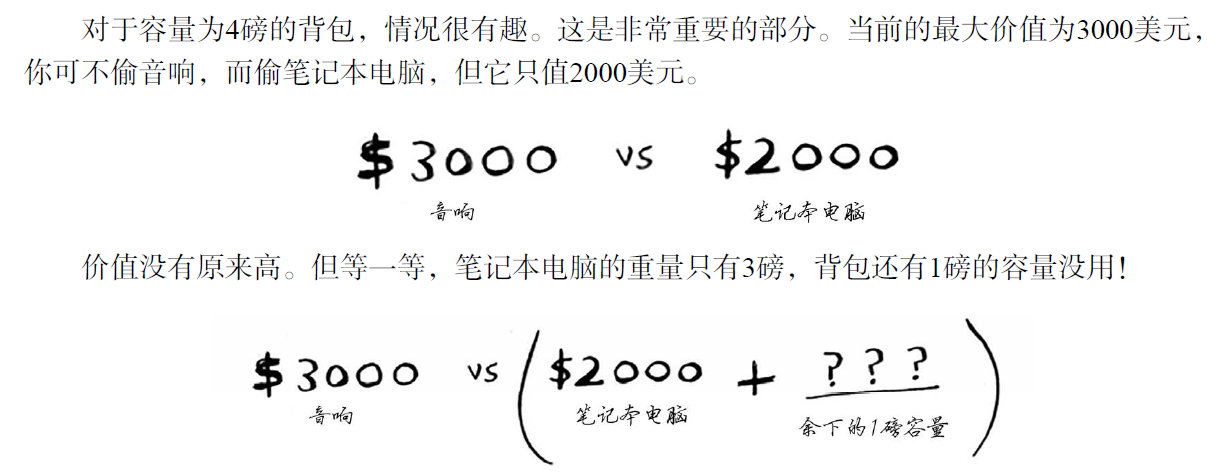 对于容量为4磅的背包，情况很有趣。这是非常重要的部分。当前的最大价值为3000美元，
你可不偷音响，而偷笔记本电脑，但它只值2000美元。
$3000 vs $2000
音响 笔记本电脑
价值没有原来高。但等一等，笔记本电脑的重量只有3磅，背包还有1磅的容量没用！
$3000 vs ($2000 + ???)
音响 笔记本电脑 余下的1磅容量